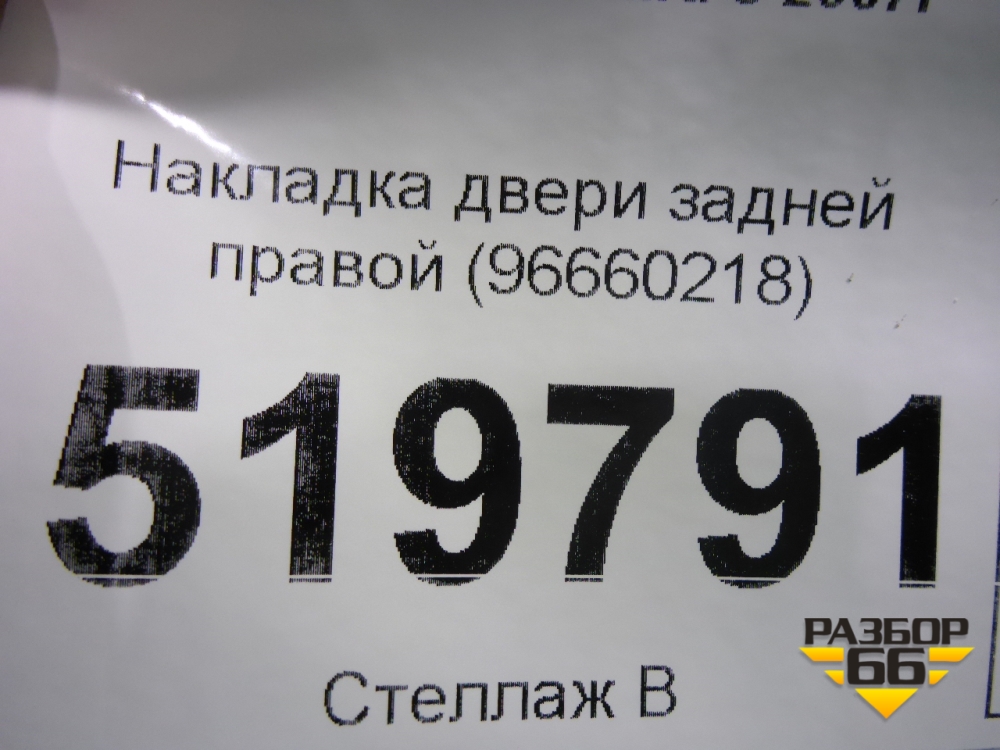 Накладка двери задней
правой (96660218)
519791
РАЗБОР
66
Стеллаж В